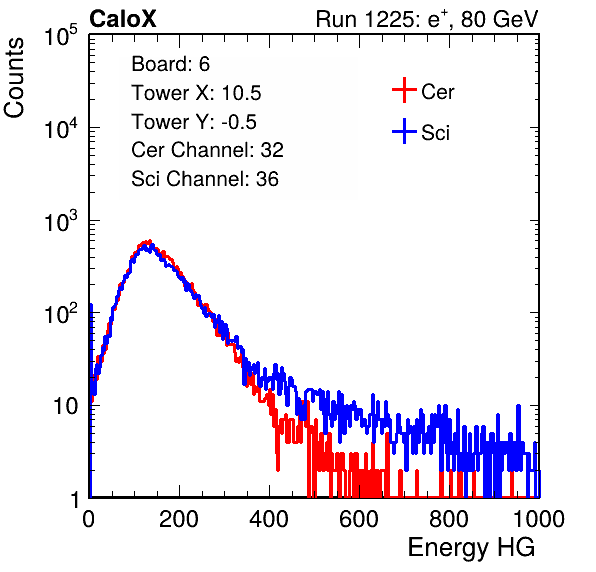 CaloX Run 1225: e⁺, 80 GeV
Counts
10⁵
10⁴
10³
10²
10
1
Board: 6
Tower X: 10.5
Tower Y: -0.5
Cer Channel: 32
Sci Channel: 36
Cer
Sci
0 200 400 600 800 1000
Energy HG